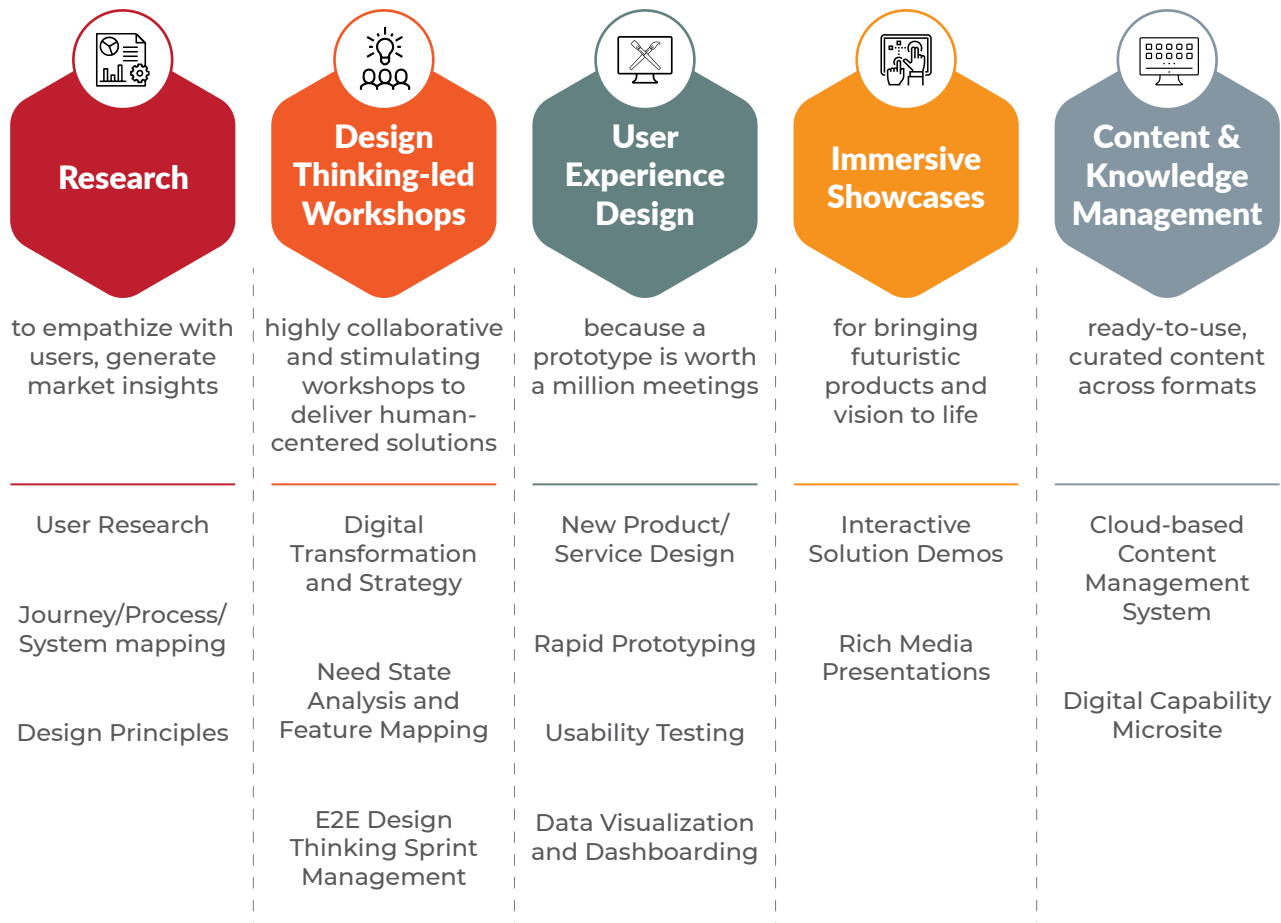 Research
to empathize with
users, generate
market insights
User Research
Journey/Process/
System mapping
Design Principles
Design
Thinking-led
Workshops
highly collaborative
and stimulating
workshops to
deliver human-
centered solutions
Digital
Transformation
and Strategy
Need State
Analysis and
Feature Mapping
E2E Design
Thinking Sprint
Management
User
Experience
Design
because a
prototype is worth
a million meetings
New Product/
Service Design
Rapid Prototyping
Usability Testing
Data Visualization
and Dashboarding
Immersive
Showcases
for bringing
futuristic
products and
vision to life
Interactive
Solution Demos
Rich Media
Presentations
Content &
Knowledge
Management
ready-to-use,
curated content
across formats
Cloud-based
Content
Management
System
Digital Capability
Microsite